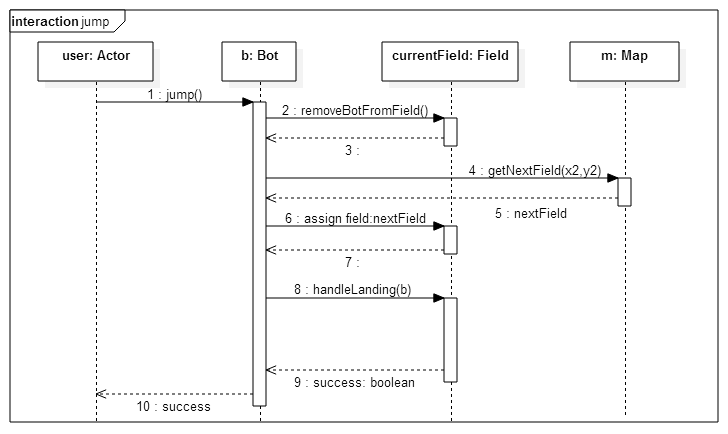 interaction jump
user: Actor
b: Bot
currentField: Field
m: Map
1 : jump()
2 : removeBotFromField()
3 :
4 : getNextField(x2,y2)
5 : nextField
6 : assign field:nextField
7 :
8 : handleLanding(b)
9 : success: boolean
10 : success